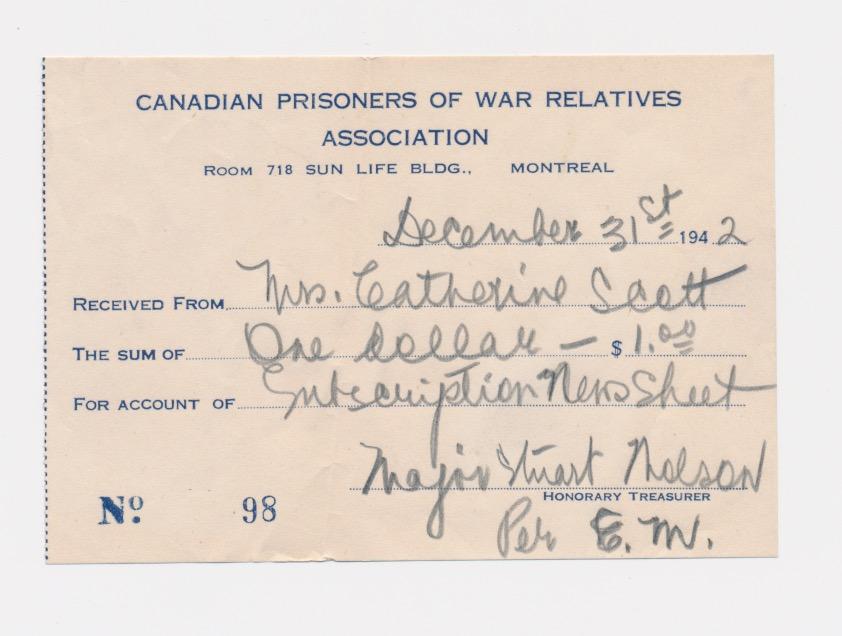 CANADIAN PRISONERS OF WAR RELATIVES
ASSOCIATION
ROOM 718 SUN LIFE BLDG., MONTREAL
December 31st 1942
RECEIVED FROM Mrs. Catherine Scott
THE SUM OF One dollar — $ 1.00
FOR ACCOUNT OF Subscription News Sheet
Major Stuart Molson
HONORARY TREASURER
No. 98
Per E. M.